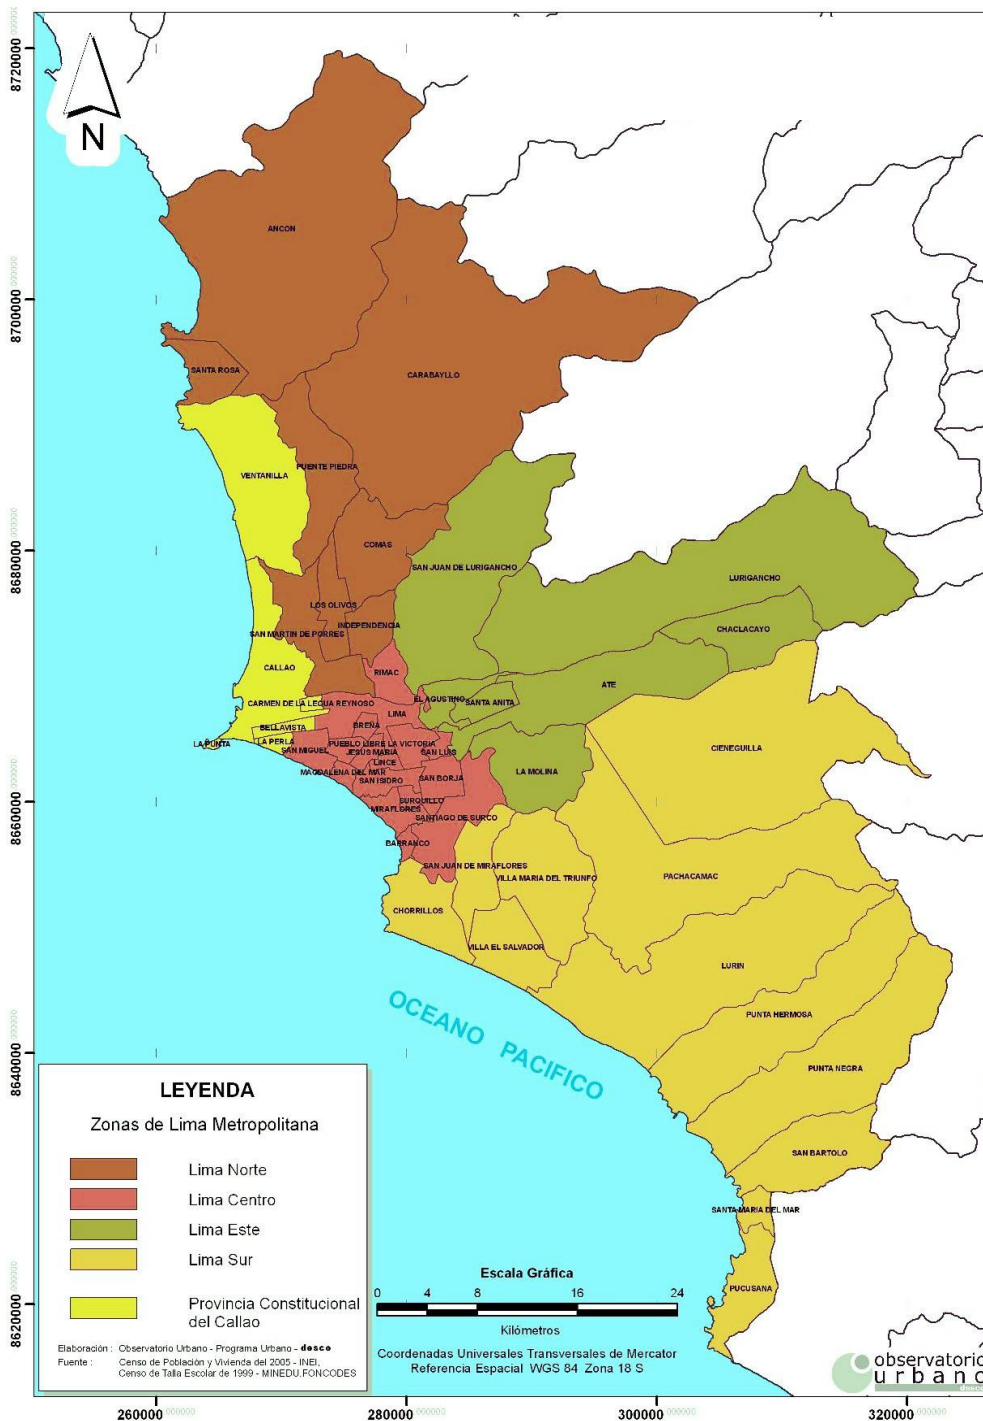 N
ANCON
SANTA ROSA
CARABAYLLO
PUENTE PIEDRA
VENTANILLA
COMAS
SAN JUAN DE LURIGANCHO
LURIGANCHO
LOS OLIVOS
INDEPENDENCIA
SAN MARTIN DE PORRES
CHACLACAYO
CALLAO
RIMAC
ATE
CARMEN DE LA LEGUA REYNOSO
EL AGUSTINO
SANTA ANITA
LIMA
BREÑA
BELLAVISTA
LA PERLA
LA PUNTA
SAN MIGUEL
PUEBLO LIBRE
LA VICTORIA
JESUS MARIA
SAN LUIS
CIENEGUILLA
LINCE
MAGDALENA DEL MAR
SAN ISIDRO
SAN BORJA
LA MOLINA
SURQUILLO
MIRAFLORES
SANTIAGO DE SURCO
BARRANCO
SAN JUAN DE MIRAFLORES
VILLA MARIA DEL TRIUNFO
PACHACAMAC
CHORRILLOS
VILLA EL SALVADOR
LURIN
PUNTA HERMOSA
PUNTA NEGRA
SAN BARTOLO
SANTA MARIA DEL MAR
PUCUSANA
OCEANO PACIFICO
8720000
8700000
8680000
8660000
8640000
8620000
LEYENDA
Zonas de Lima Metropolitana
Lima Norte
Lima Centro
Lima Este
Lima Sur
Provincia Constitucional
del Callao
Elaboración : Observatorio Urbano - Programa Urbano - desco
Fuente : Censo de Población y Vivienda del 2005 - INEI,
Censo de Talla Escolar de 1999 - MINEDU.FONCODES
Escala Gráfica
0 4 8 16 24
Kilómetros
Coordenadas Universales Transversales de Mercator
Referencia Espacial WGS 84 Zona 18 S
observatorio
urbano
desco
260000 280000 300000 320000